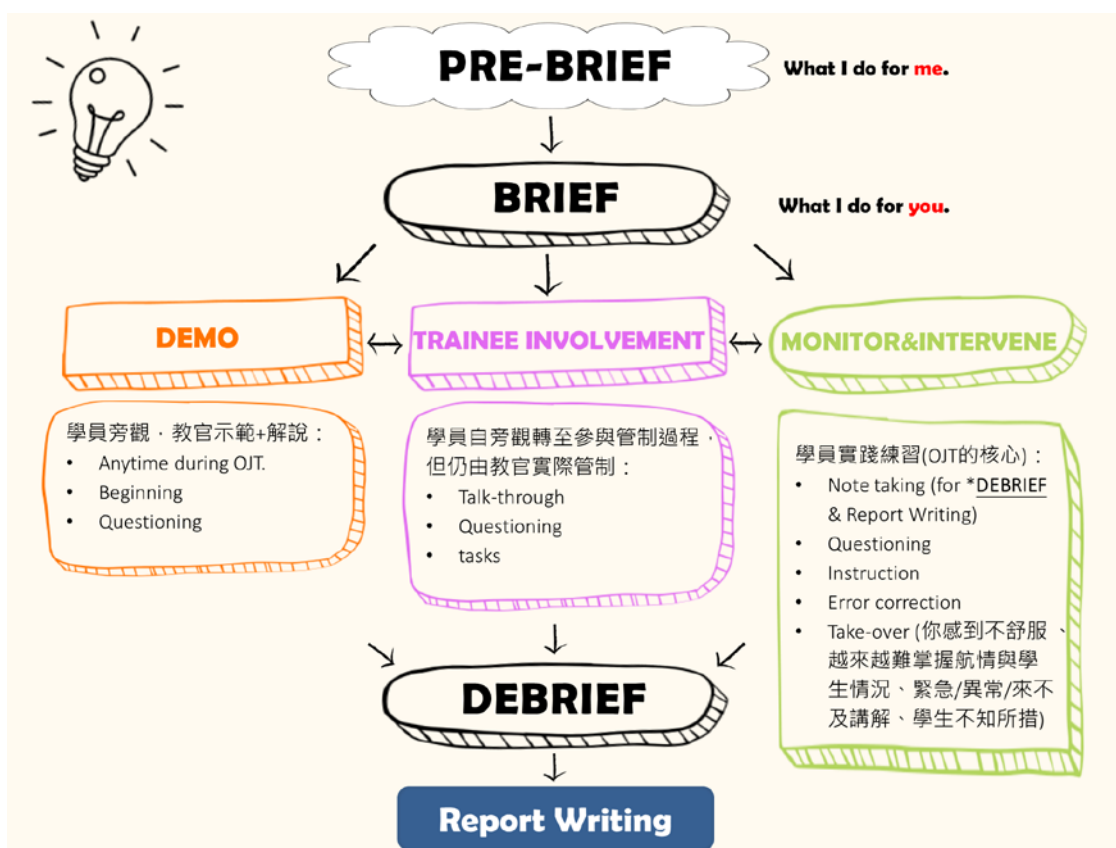 PRE-BRIEF
What I do for me.
BRIEF
What I do for you.
DEMO
TRAINEE INVOLVEMENT
MONITOR&INTERVENE
學員旁觀，教官示範+解說：
• Anytime during OJT.
• Beginning
• Questioning
學員自旁觀轉至參與管制過程，
但仍由教官實際管制：
• Talk-through
• Questioning
• tasks
學員實踐練習(OJT的核心)：
• Note taking (for *DEBRIEF
& Report Writing)
• Questioning
• Instruction
• Error correction
• Take-over (你感到不舒服、
越來越難掌握航情與學
生情況、緊急/異常/來不
及講解、學生不知所措)
DEBRIEF
Report Writing